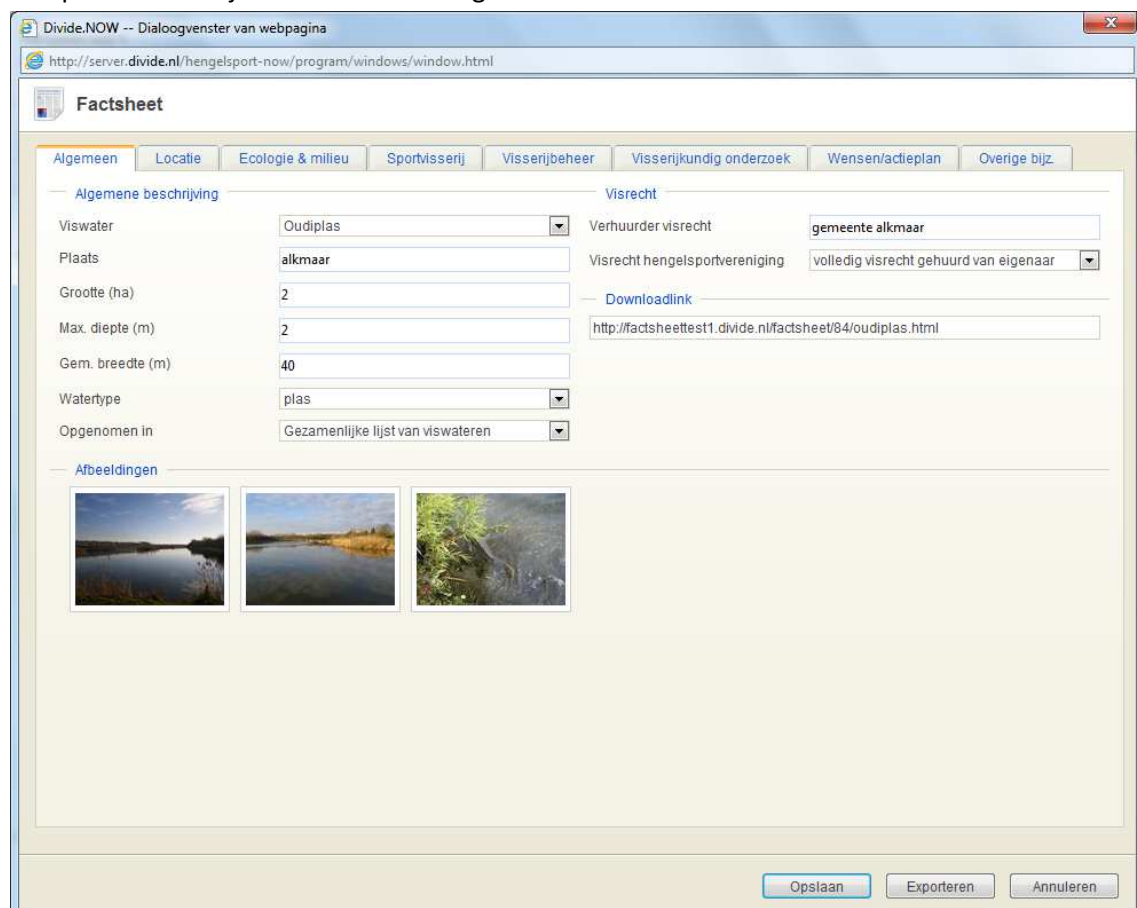 Divide.NOW -- Dialoogvenster van webpagina
http://server.divide.nl/hengelsport-now/program/windows/window.html
Factsheet
Algemeen Locatie Ecologie & milieu Sportvisserij Visserijbeheer Visserijkundig onderzoek Wensen/actieplan Overige bijz.
Algemene beschrijving
Viswater Oudiplas
Plaats alkmaar
Grootte (ha) 2
Max. diepte (m) 2
Gem. breedte (m) 40
Watertype plas
Opgenomen in Gezamenlijke lijst van viswateren
Visrecht
Verhuurder visrecht gemeente alkmaar
Visrecht hengelsportvereniging volledig visrecht gehuurd van eigenaar
Downloadlink
http://factsheettest1.divide.nl/factsheet/84/oudiplas.html
Afbeeldingen
Opslaan Exporteren Annuleren